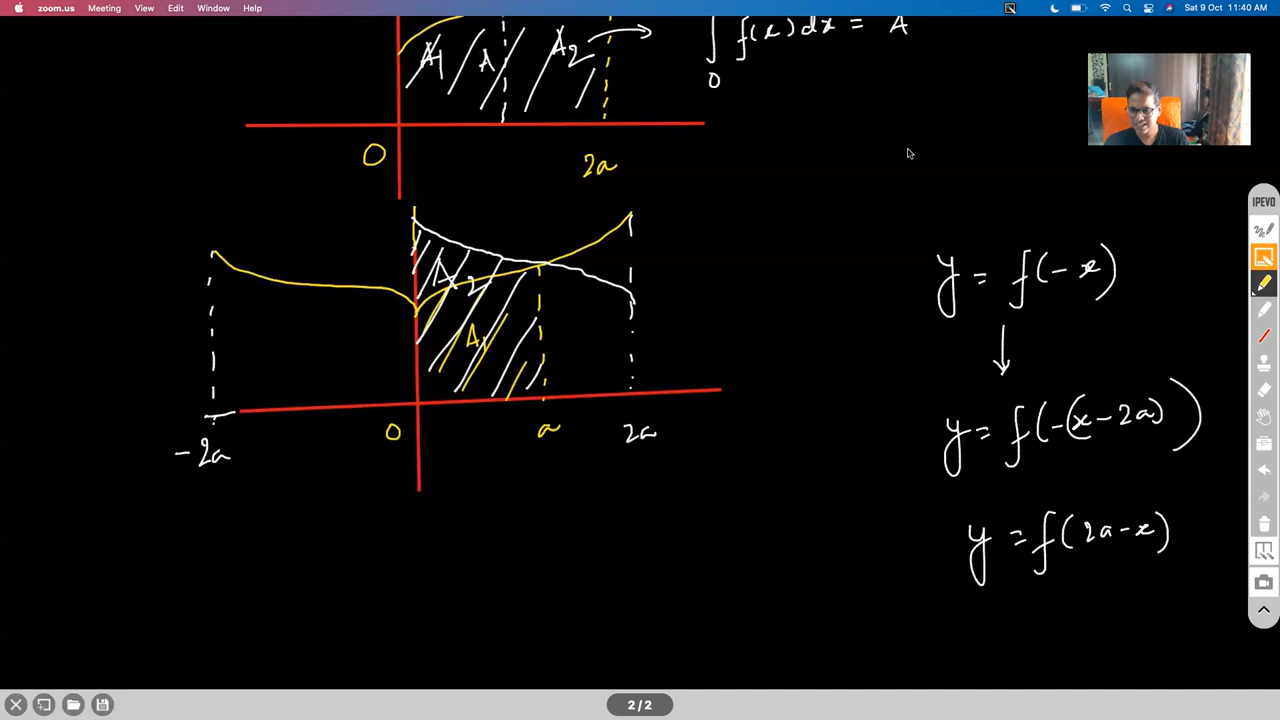 zoom.us Meeting View Edit Window Help Sat 9 Oct 11:40 AM
A1 A A2 ∫ f(x)dx = A
0
0 2a
IPEVO
A2
A1
y = f(-x)
↓
y = f(-(x-2a))
-2a 0 a 2a
y = f(2a-x)
2/2